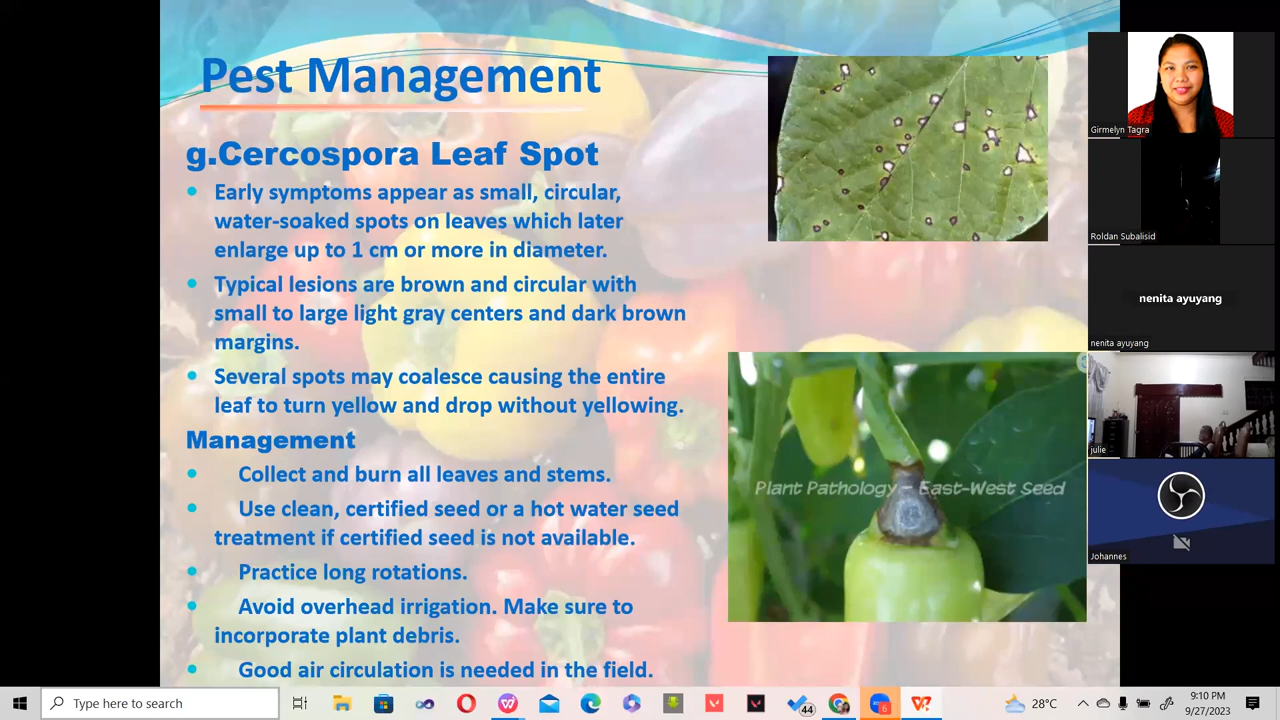 Pest Management
g.Cercospora Leaf Spot
Early symptoms appear as small, circular,
water-soaked spots on leaves which later
enlarge up to 1 cm or more in diameter.
Typical lesions are brown and circular with
small to large light gray centers and dark brown
margins.
Several spots may coalesce causing the entire
leaf to turn yellow and drop without yellowing.
Management
Collect and burn all leaves and stems.
Use clean, certified seed or a hot water seed
treatment if certified seed is not available.
Practice long rotations.
Avoid overhead irrigation. Make sure to
incorporate plant debris.
Good air circulation is needed in the field.
Plant Pathology - East-West Seed
Girmelyn Tagra
Roldan Subalisid
nenita ayuyang
nenita ayuyang
julie
Johannes
Type here to search
44
6
28°C
9:10 PM
9/27/2023